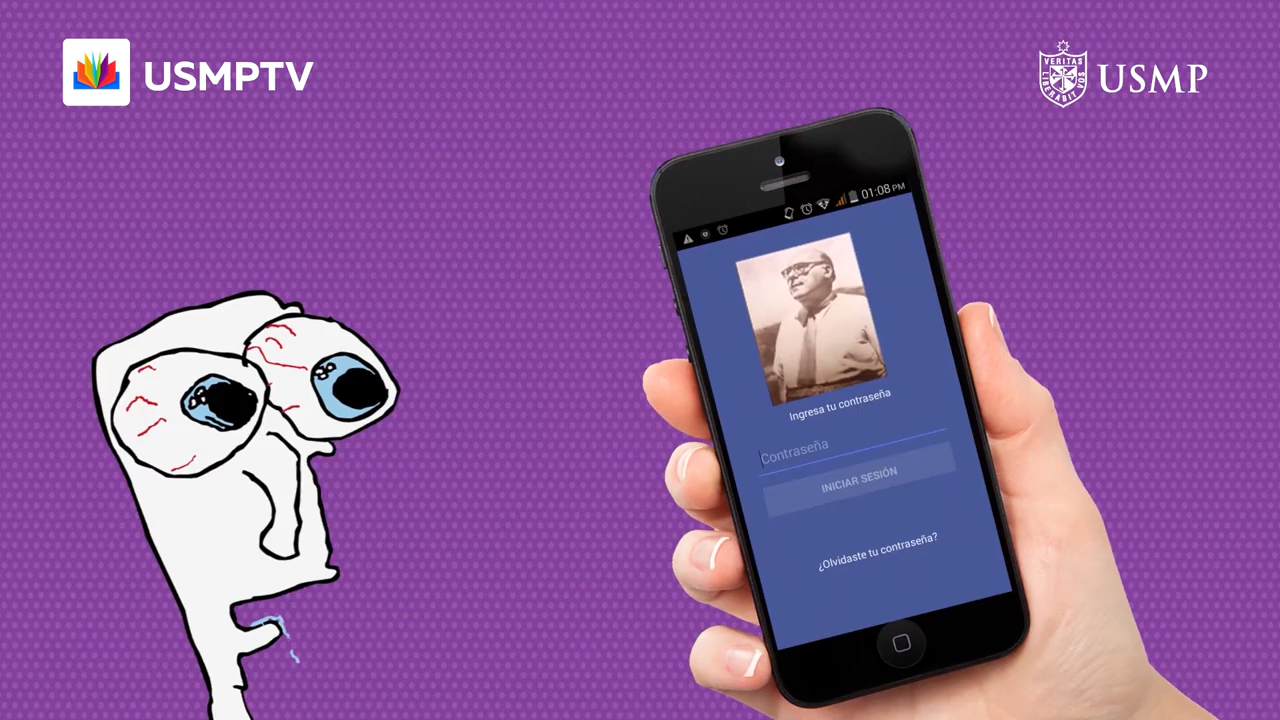 USMPTV
VERITAS
LIBERABIT
VOS
USMP
01:08 PM
Ingresa tu contraseña
Contraseña
INICIAR SESIÓN
¿Olvidaste tu contraseña?